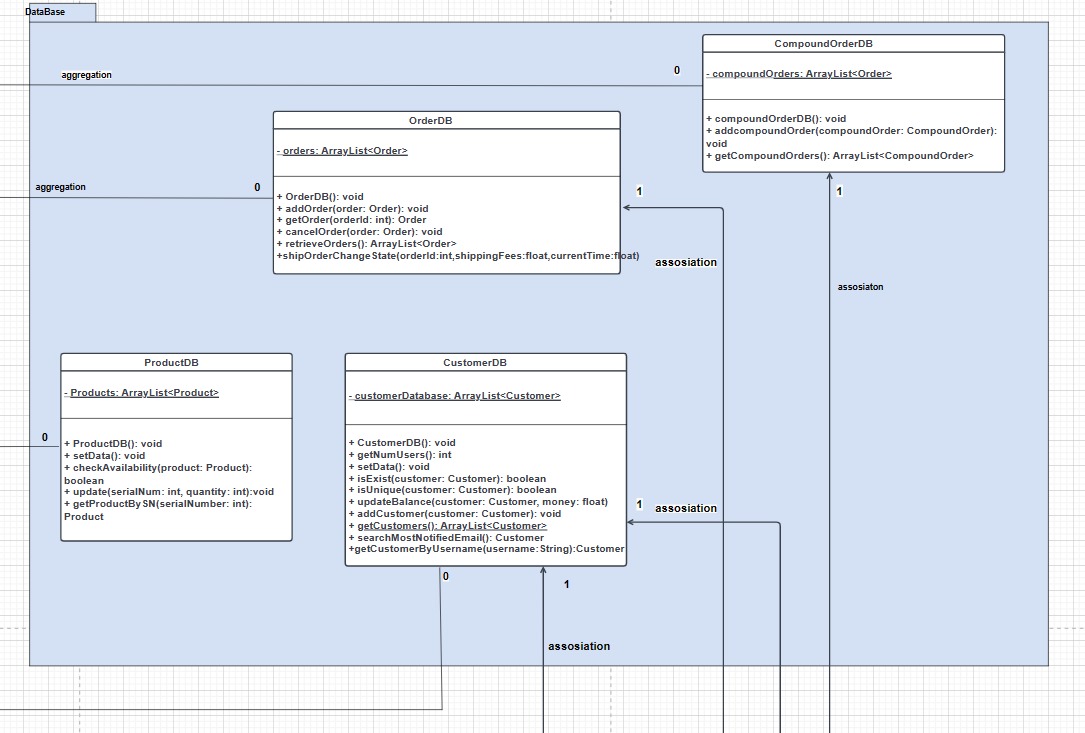 DataBase
CompoundOrderDB
- compoundOrders: ArrayList<Order>
+ compoundOrderDB(): void
+ addcompoundOrder(compoundOrder: CompoundOrder):
void
+ getCompoundOrders(): ArrayList<CompoundOrder>
aggregation
0
OrderDB
- orders: ArrayList<Order>
+ OrderDB(): void
+ addOrder(order: Order): void
+ getOrder(orderId: int): Order
+ cancelOrder(order: Order): void
+ retrieveOrders(): ArrayList<Order>
+shipOrderChangeState(orderId:int,shippingFees:float,currentTime:float)
aggregation
0
1
1
assosiation
assosiaton
ProductDB
- Products: ArrayList<Product>
+ ProductDB(): void
+ setData(): void
+ checkAvailability(product: Product):
boolean
+ update(serialNum: int, quantity: int):void
+ getProductBySN(serialNumber: int):
Product
0
CustomerDB
- customerDatabase: ArrayList<Customer>
+ CustomerDB(): void
+ getNumUsers(): int
+ setData(): void
+ isExist(customer: Customer): boolean
+ isUnique(customer: Customer): boolean
+ updateBalance(customer: Customer, money: float)
+ addCustomer(customer: Customer): void
+ getCustomers(): ArrayList<Customer>
+ searchMostNotifiedEmail(): Customer
+getCustomerByUsername(username:String):Customer
1
assosiation
0
1
assosiation